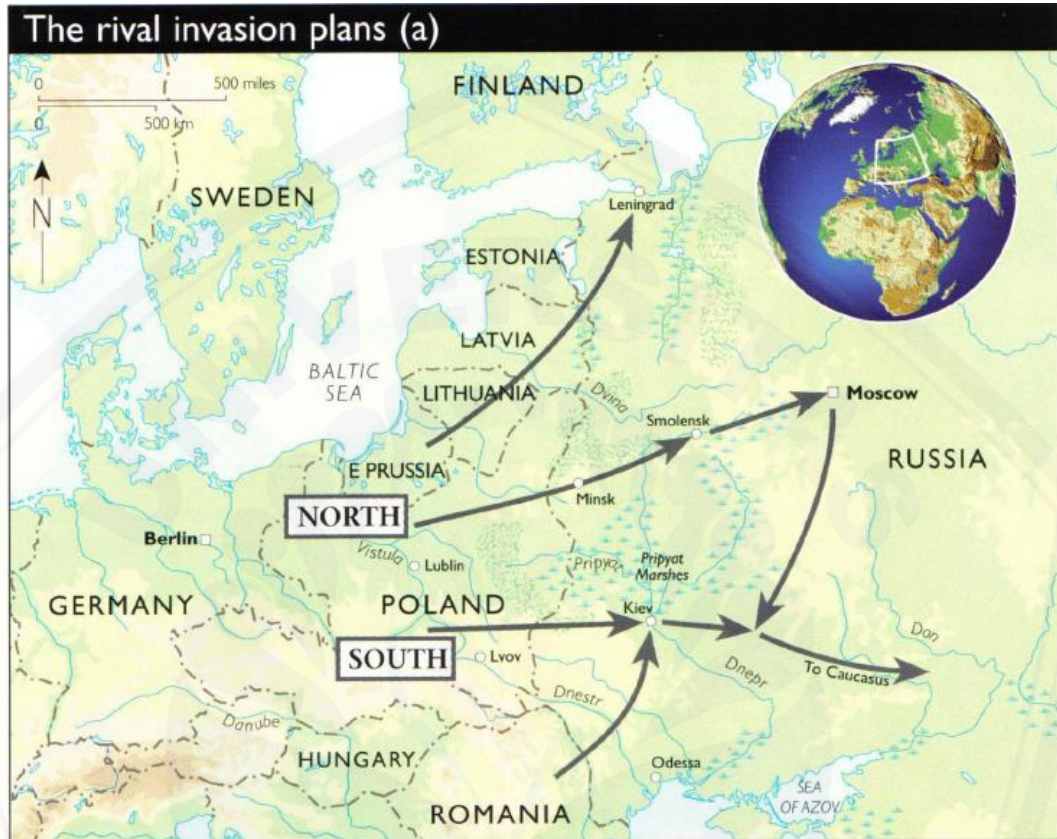 The rival invasion plans (a)
0 500 miles
0 500 km
N
FINLAND
SWEDEN
Leningrad
ESTONIA
LATVIA
BALTIC
SEA
LITHUANIA
Dvina
Smolensk
Moscow
RUSSIA
E PRUSSIA
Minsk
NORTH
Berlin
Vistula
Lublin
Pripyat
Pripyat
Marshes
GERMANY
POLAND
Kiev
SOUTH
Lvov
Don
Dnepr
To Caucasus
Dnestr
Danube
HUNGARY
Odessa
SEA
OF AZOV
ROMANIA